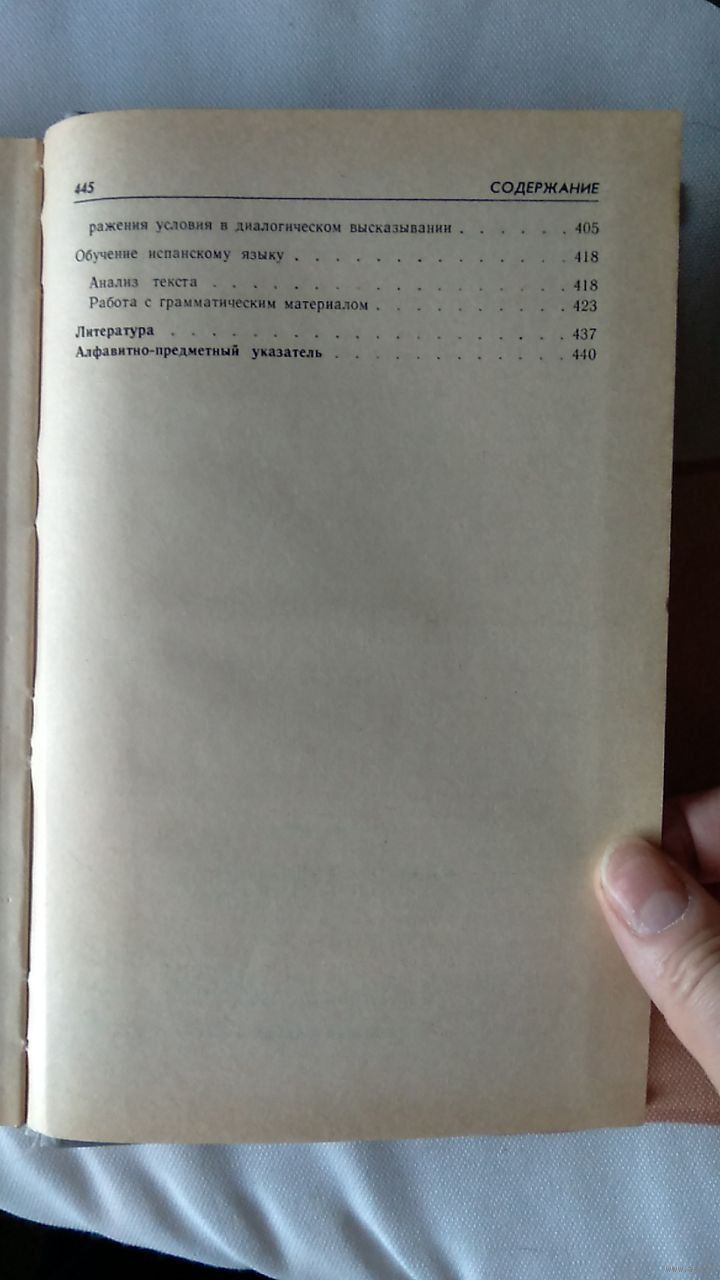 445 СОДЕРЖАНИЕ
ражения условия в диалогическом высказывании . . . . . . 405
Обучение испанскому языку . . . . . . . . . . . . . . 418
Анализ текста . . . . . . . . . . . . . . . . . . 418
Работа с грамматическим материалом . . . . . . . . . . 423
Литература . . . . . . . . . . . . . . . . . . . 437
Алфавитно-предметный указатель . . . . . . . . . . . . 440